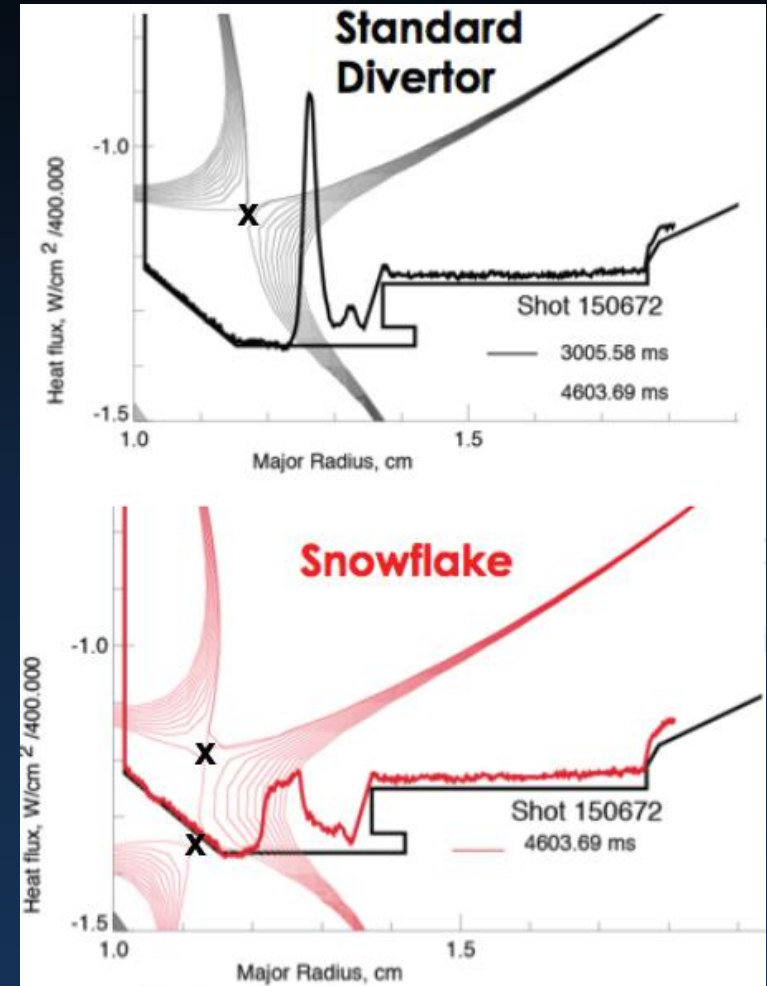 Standard
Divertor
Heat flux, W/cm 2 /400.000
-1.0
x
Shot 150672
3005.58 ms
4603.69 ms
-1.5
1.0
1.5
Major Radius, cm
Snowflake
Heat flux, W/cm 2 /400.000
-1.0
x
x
Shot 150672
4603.69 ms
-1.5
1.0
1.5
Major Radius, cm